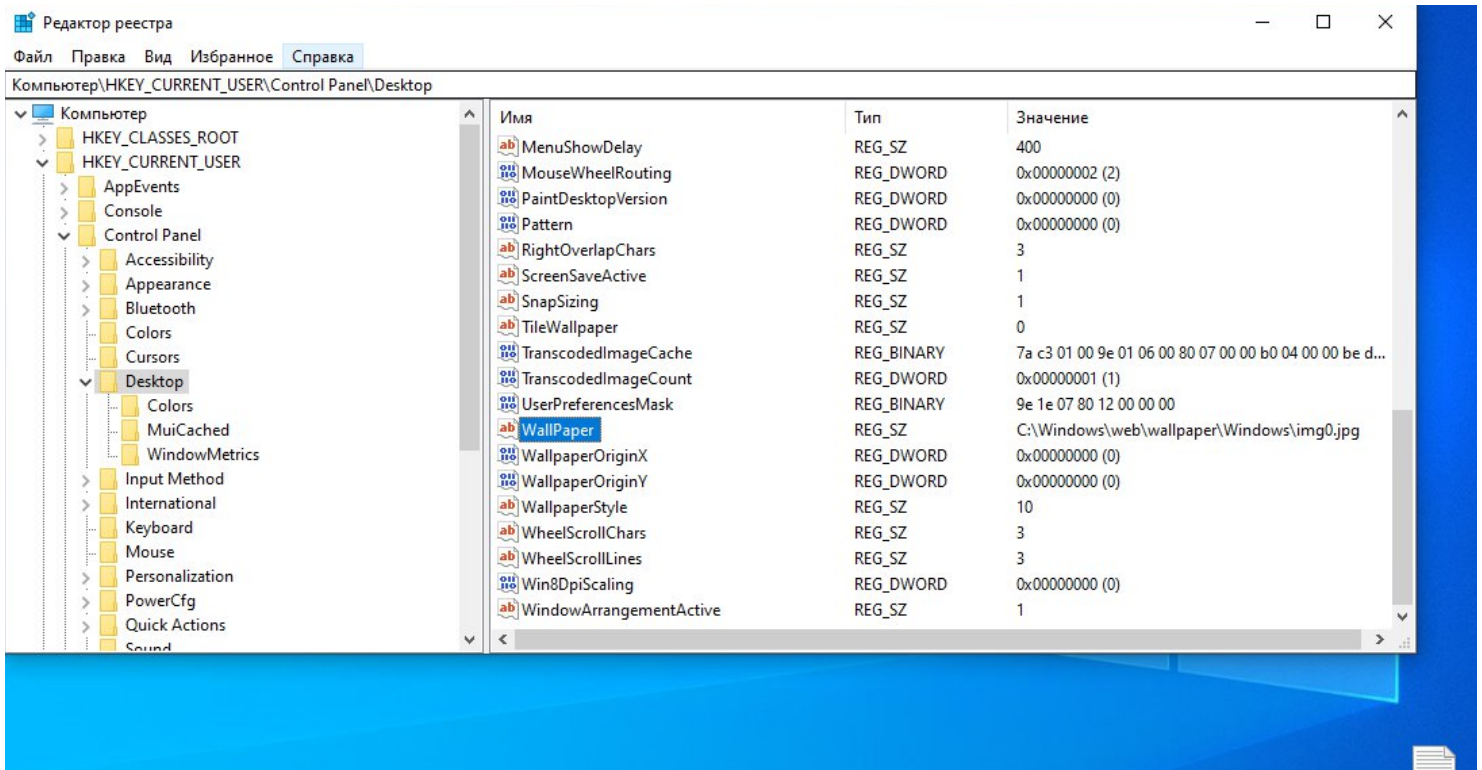 Редактор реестра
Файл Правка Вид Избранное Справка
Компьютер\HKEY_CURRENT_USER\Control Panel\Desktop
Компьютер
HKEY_CLASSES_ROOT
HKEY_CURRENT_USER
AppEvents
Console
Control Panel
Accessibility
Appearance
Bluetooth
Colors
Cursors
Desktop
Colors
MuiCached
WindowMetrics
Input Method
International
Keyboard
Mouse
Personalization
PowerCfg
Quick Actions
Sound
Имя Тип Значение
MenuShowDelay REG_SZ 400
MouseWheelRouting REG_DWORD 0x00000002 (2)
PaintDesktopVersion REG_DWORD 0x00000000 (0)
Pattern REG_DWORD 0x00000000 (0)
RightOverlapChars REG_SZ 3
ScreenSaveActive REG_SZ 1
SnapSizing REG_SZ 1
TileWallpaper REG_SZ 0
TranscodedImageCache REG_BINARY 7a c3 01 00 9e 01 06 00 80 07 00 00 b0 04 00 00 be d...
TranscodedImageCount REG_DWORD 0x00000001 (1)
UserPreferencesMask REG_BINARY 9e 1e 07 80 12 00 00 00
WallPaper REG_SZ C:\Windows\web\wallpaper\Windows\img0.jpg
WallpaperOriginX REG_DWORD 0x00000000 (0)
WallpaperOriginY REG_DWORD 0x00000000 (0)
WallpaperStyle REG_SZ 10
WheelScrollChars REG_SZ 3
WheelScrollLines REG_SZ 3
Win8DpiScaling REG_DWORD 0x00000000 (0)
WindowArrangementActive REG_SZ 1